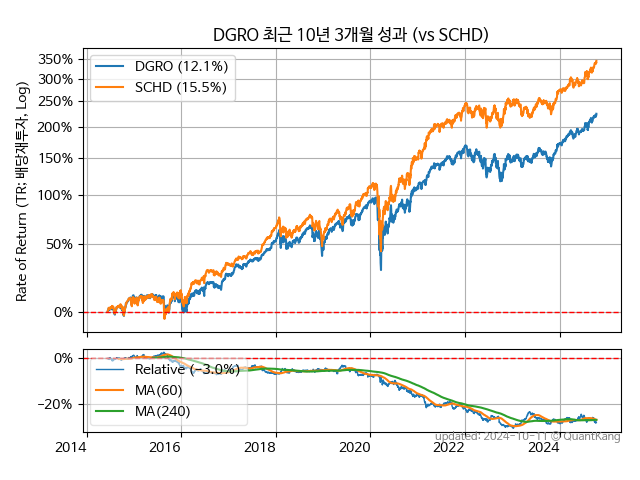 DGRO 최근 10년 3개월 성과 (vs SCHD)
Rate of Return (TR: 배당재투자, Log)
350%
300%
250%
200%
150%
100%
50%
0%
DGRO (12.1%)
SCHD (15.5%)
0%
−20%
Relative (−3.0%)
MA(60)
MA(240)
2014
2016
2018
2020
2022
2024
updated: 2024-10-11 © QuantKang